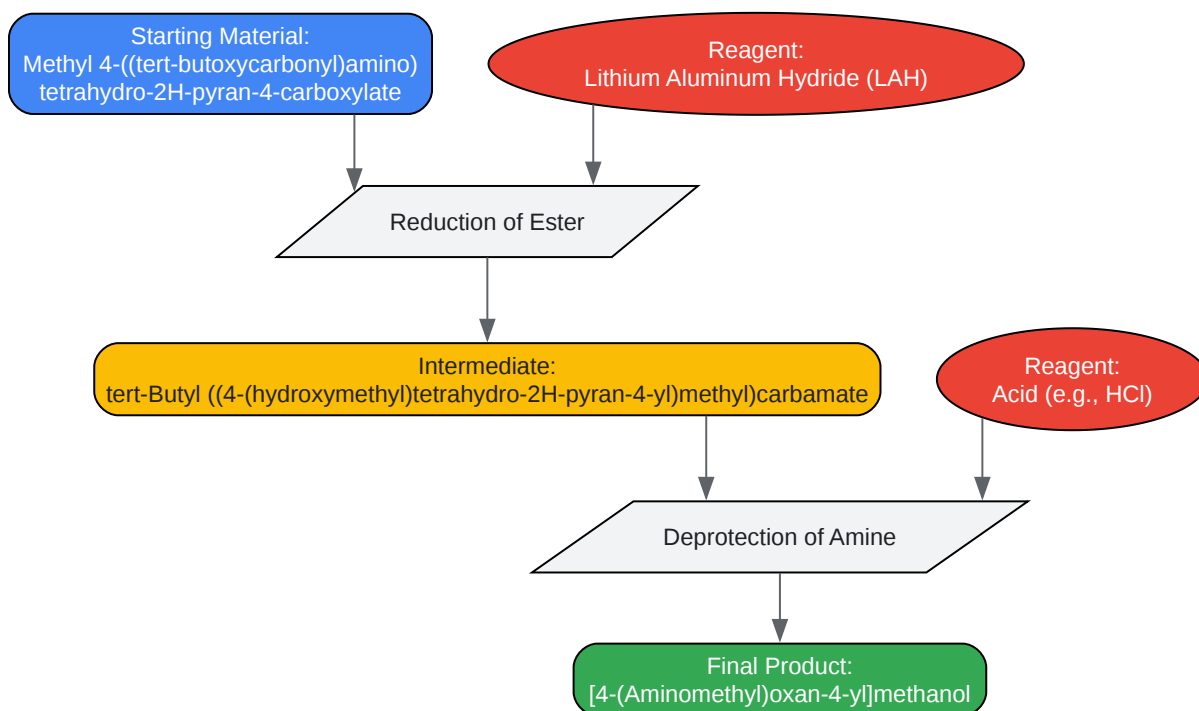 Starting Material:
Methyl 4-((tert-butoxycarbonyl)amino)
tetrahydro-2H-pyran-4-carboxylate
Reagent:
Lithium Aluminum Hydride (LAH)
Reduction of Ester
Intermediate:
tert-Butyl ((4-(hydroxymethyl)tetrahydro-2H-pyran-4-yl)methyl)carbamate
Reagent:
Acid (e.g., HCl)
Deprotection of Amine
Final Product:
[4-(Aminomethyl)oxan-4-yl]methanol